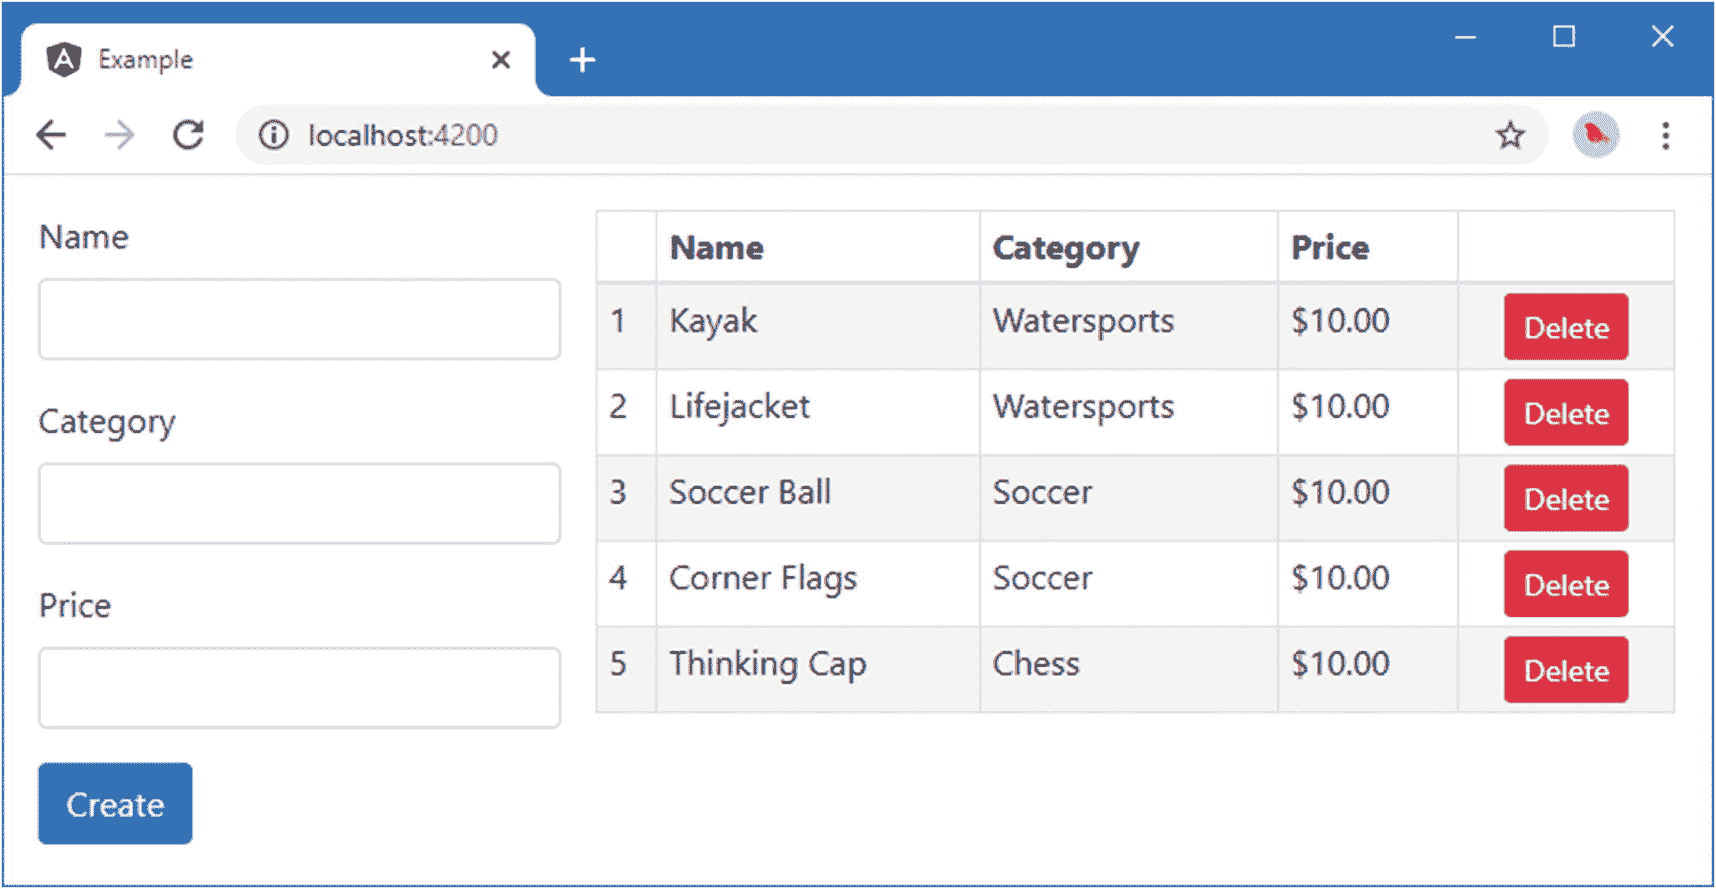 Example
localhost:4200
Name
Category
Price
Create
Name Category Price
1 Kayak Watersports $10.00 Delete
2 Lifejacket Watersports $10.00 Delete
3 Soccer Ball Soccer $10.00 Delete
4 Corner Flags Soccer $10.00 Delete
5 Thinking Cap Chess $10.00 Delete